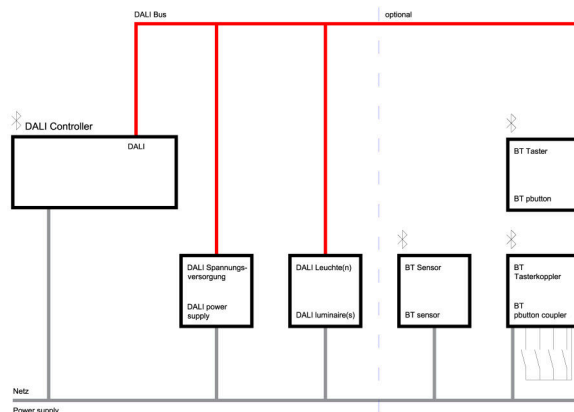 DALI Bus
optional
DALI Controller
DALI
BT Taster
BT pbutton
DALI Spannungs-
versorgung
DALI power
supply
DALI Leuchte(n)
DALI luminaire(s)
BT Sensor
BT sensor
BT
Tasterkoppler
BT
pbutton coupler
Netz
Power supply